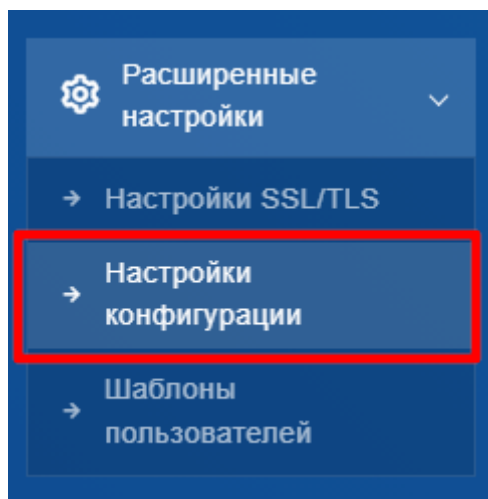 Расширенные
настройки
Настройки SSL/TLS
Настройки
конфигурации
Шаблоны
пользователей